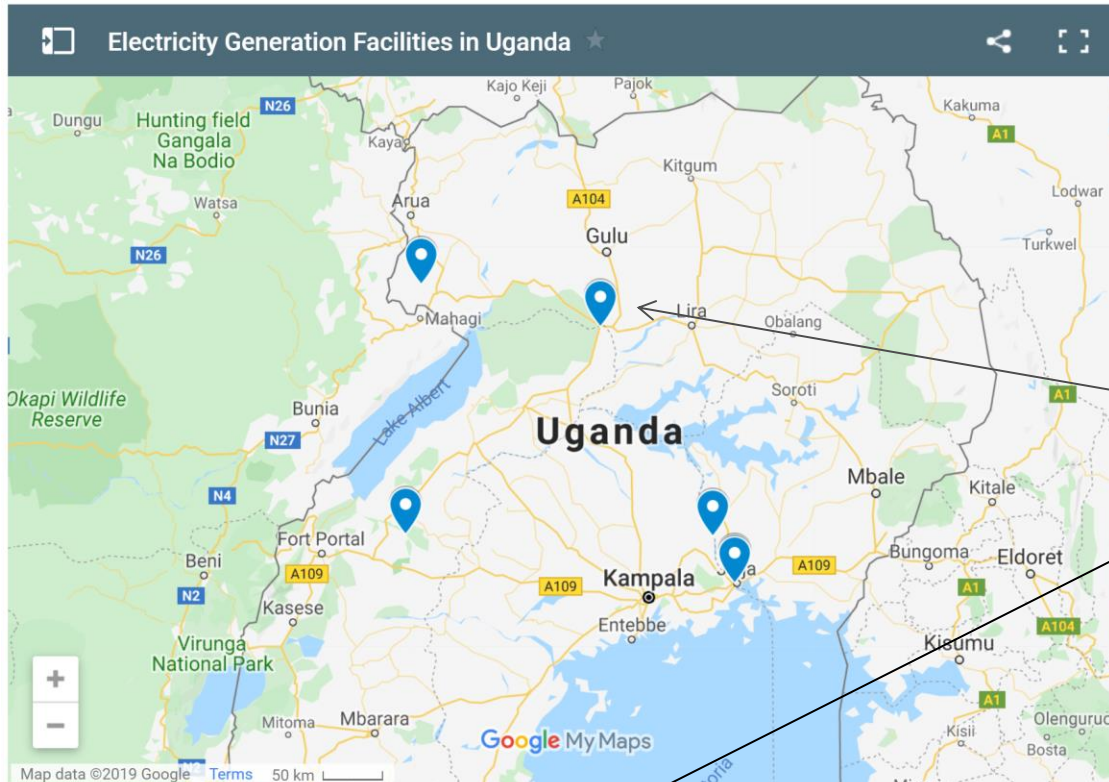 Electricity Generation Facilities in Uganda
Kajo Keji
Pajok
N26
Dungu
Hunting field
Gangala
Na Bodio
Kaya
Kakuma
A1
Kitgum
Watsa
Arua
A104
Lodwar
Gulu
Turkwel
N26
Mahagi
Lira
Obalang
Okapi Wildlife
Reserve
Bunia
Lake Albert
Soroti
A1
N27
Uganda
Mbale
N4
Kitale
Fort Portal
Bungoma
Eldoret
Beni
A109
A109
A109
Kampala
N2
Kasese
A1
Entebbe
A104
Virunga
National Park
Kisumu
+
A1
−
Mitoma
Mbarara
Google My Maps
Kisii
Olenguruo
Bosta
Map data ©2019 Google
Terms
50 km